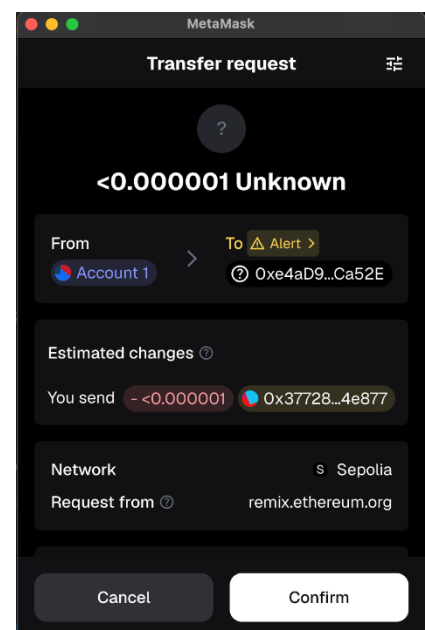 MetaMask
Transfer request
?
<0.000001 Unknown
From
To Alert >
Account 1
> 
? 0xe4aD9...Ca52E
Estimated changes ?
You send - <0.000001 0x37728...4e877
Network S Sepolia
Request from ? remix.ethereum.org
Cancel Confirm